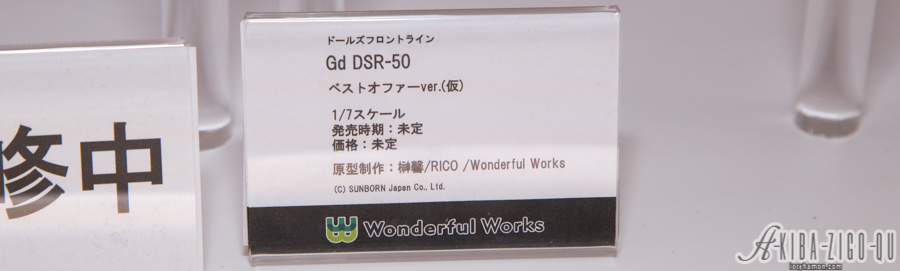 修中
ドールズフロントライン
Gd DSR-50
ベストオファーver.(仮)
1/7スケール
発売時期：未定
価格：未定
原型制作：榊馨/RICO /Wonderful Works
(C) SUNBORN Japan Co., Ltd.
Wonderful Works
AKIBA-ZIGO-QU